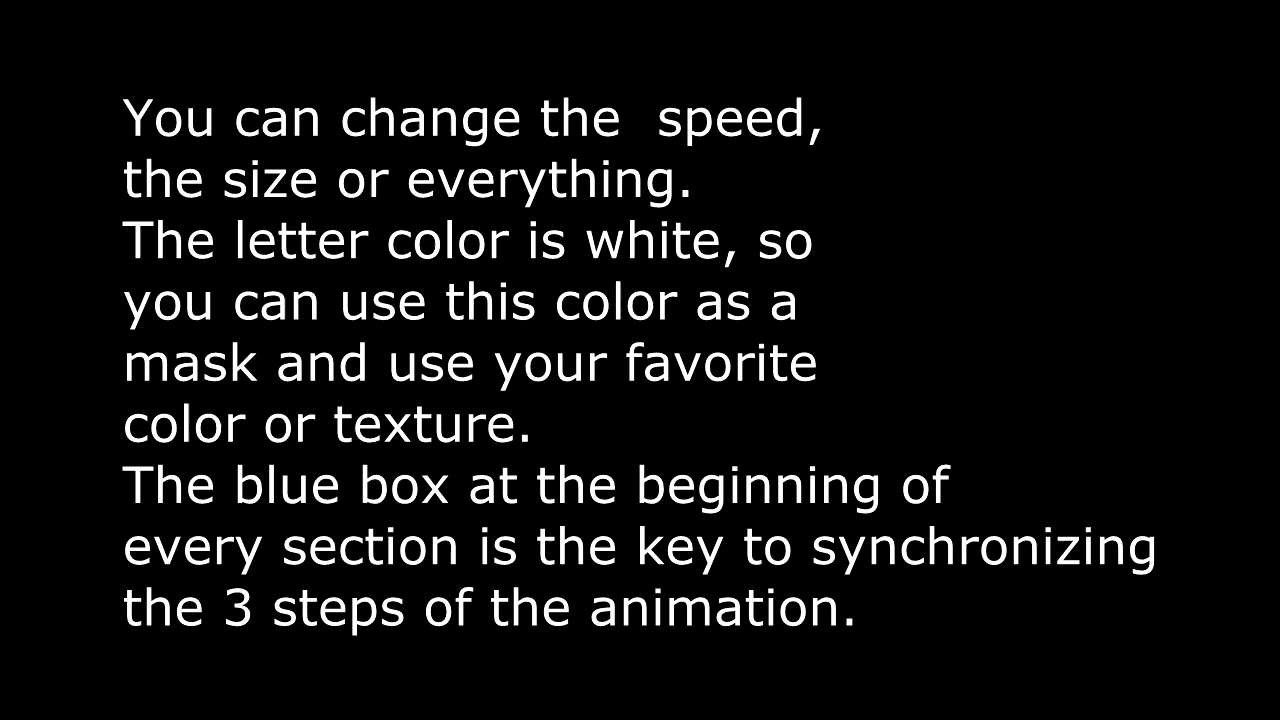 You can change the  speed,
the size or everything.
The letter color is white, so
you can use this color as a
mask and use your favorite
color or texture.
The blue box at the beginning of
every section is the key to synchronizing
the 3 steps of the animation.